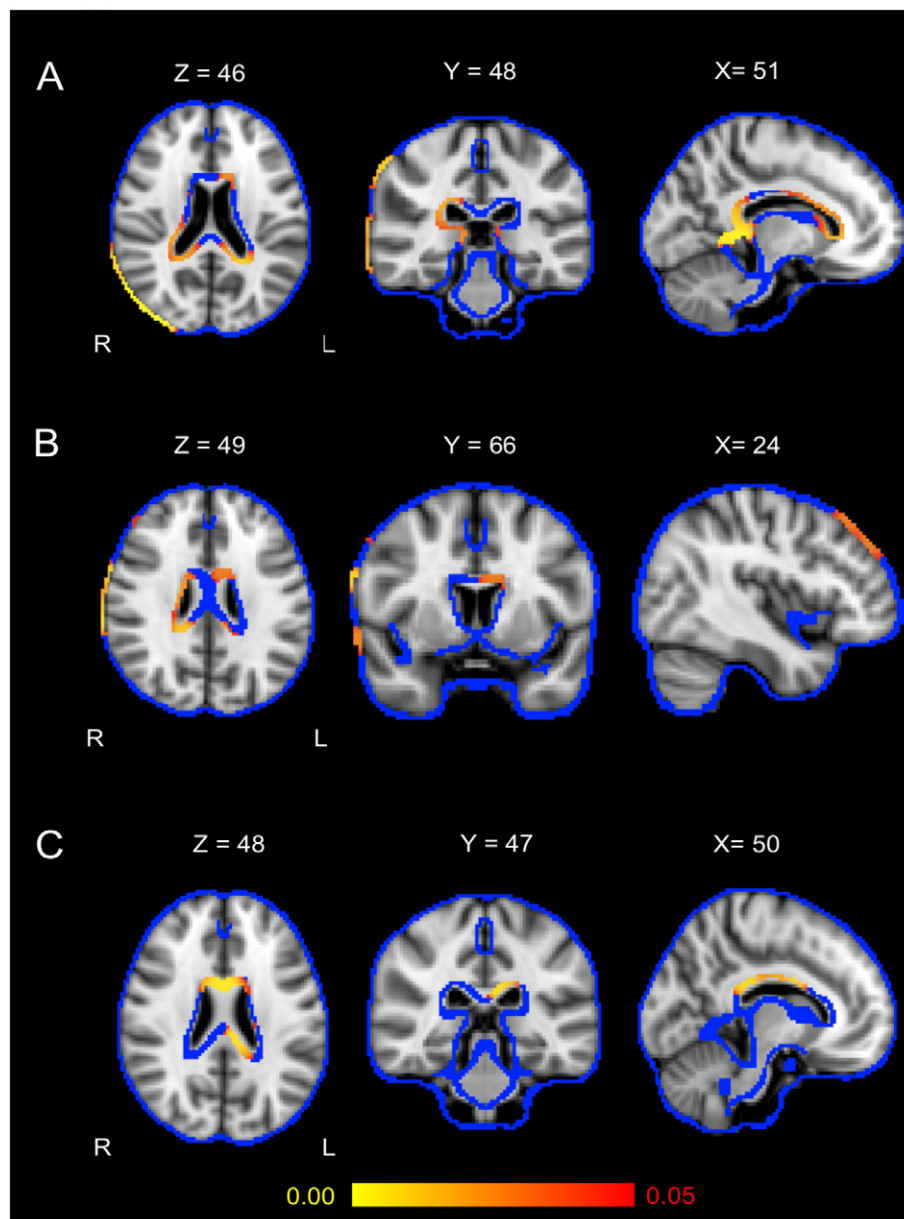 A
Z = 46 Y = 48 X= 51
R L
B
Z = 49 Y = 66 X= 24
R L
C
Z = 48 Y = 47 X= 50
R L
0.00 0.05